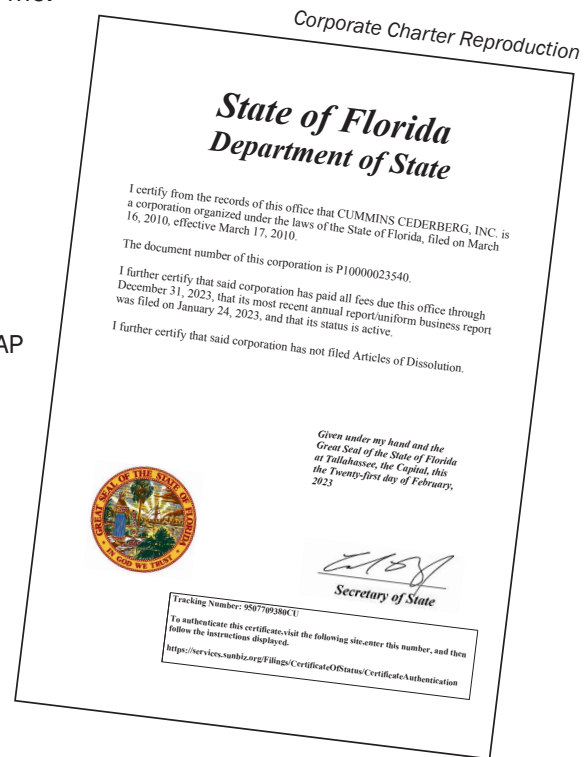 Inc.
Corporate Charter Reproduction
State of Florida
Department of State
I certify from the records of this office that CUMMINS CEDERBERG, INC. is
a corporation organized under the laws of the State of Florida, filed on March
16, 2010, effective March 17, 2010.
The document number of this corporation is P10000023540.
I further certify that said corporation has paid all fees due this office through
December 31, 2023, that its most recent annual report/uniform business report
was filed on January 24, 2023, and that its status is active.
I further certify that said corporation has not filed Articles of Dissolution.
AP
Given under my hand and the
Great Seal of the State of Florida
at Tallahassee, the Capital, this
the Twenty-first day of February,
2023
GREAT SEAL OF THE STATE OF FLORIDA
IN GOD WE TRUST
Secretary of State
Tracking Number: 9507709380CU
To authenticate this certificate,visit the following site,enter this number, and then
follow the instructions displayed.
https://services.sunbiz.org/Filings/CertificateOfStatus/CertificateAuthentication